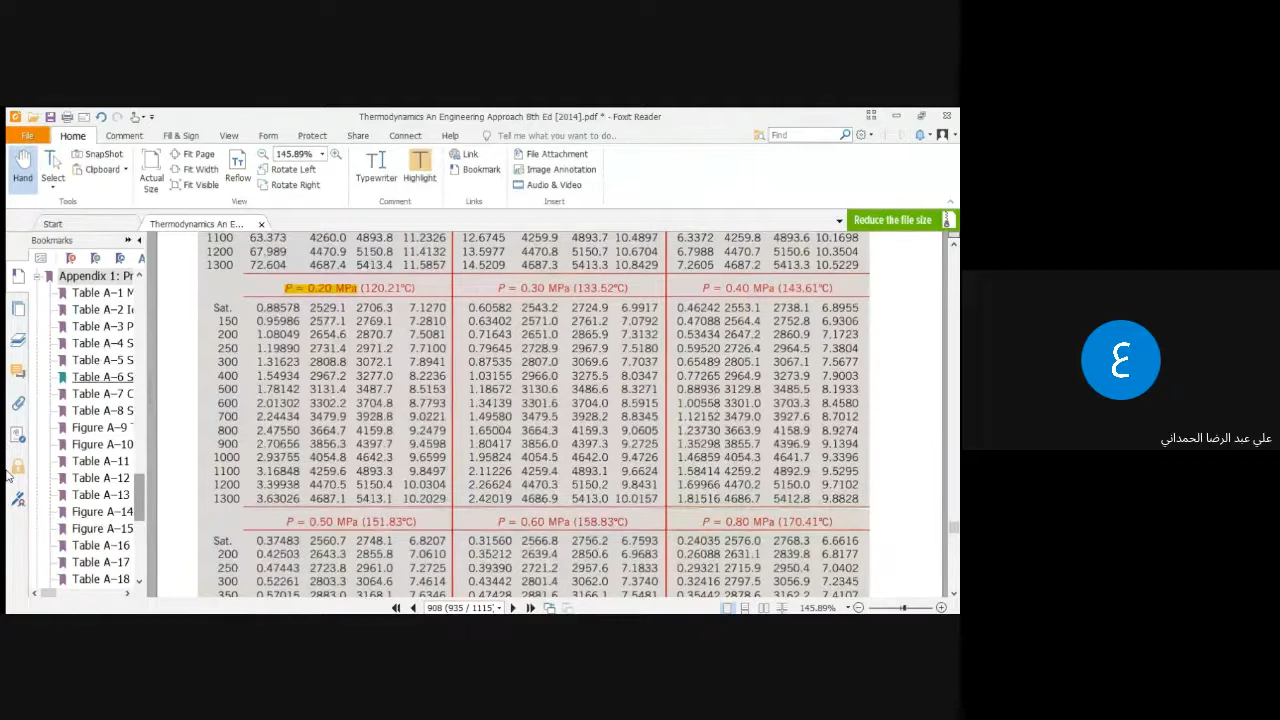 Thermodynamics An Engineering Approach 8th Ed [2014].pdf * - Foxit Reader
File Home Comment Fill & Sign View Form Protect Share Connect Help Tell me what you want to do.. Find
Hand
Select
SnapShot
Clipboard
Tools
Actual Size
Fit Page
Fit Width
Fit Visible
Reflow
145.89%
Rotate Left
Rotate Right
View
Typewriter
Highlight
Comment
Link
Bookmark
Links
File Attachment
Image Annotation
Audio & Video
Insert
Start
Thermodynamics An E...
Reduce the file size
Bookmarks
Appendix 1: Pr
Table A-1 M
Table A-2 I
Table A-3 P
Table A-4 S
Table A-5 S
Table A-6 S
Table A-7 C
Table A-8 S
Figure A-9
Figure A-10
Table A-11
Table A-12
Table A-13
Figure A-14
Figure A-15
Table A-16
Table A-17
Table A-18
1100 63.373 4260.0 4893.8 11.2326 12.6745 4259.9 4893.7 10.4897 6.3372 4259.8 4893.6 10.1698
1200 67.989 4470.9 5150.8 11.4132 13.5977 4470.8 5150.7 10.6704 6.7988 4470.7 5150.6 10.3504
1300 72.604 4687.4 5413.4 11.5857 14.5209 4687.3 5413.3 10.8429 7.2605 4687.2 5413.3 10.5229
P = 0.20 MPa (120.21°C) P = 0.30 MPa (133.52°C) P = 0.40 MPa (143.61°C)
Sat. 0.88578 2529.1 2706.3 7.1270 0.60582 2543.2 2724.9 6.9917 0.46242 2553.1 2738.1 6.8955
150 0.95986 2577.1 2769.1 7.2810 0.63402 2571.0 2761.2 7.0792 0.47088 2564.4 2752.8 6.9306
200 1.08049 2654.6 2870.7 7.5081 0.71643 2651.0 2865.9 7.3132 0.53434 2647.2 2860.9 7.1723
250 1.19890 2731.4 2971.2 7.7100 0.79645 2728.9 2967.9 7.5180 0.59520 2726.4 2964.5 7.3804
300 1.31623 2808.8 3072.1 7.8941 0.87535 2807.0 3069.6 7.7037 0.65489 2805.1 3067.1 7.5677
400 1.54934 2967.2 3277.0 8.2236 1.03155 2966.0 3275.5 8.0347 0.77265 2964.9 3273.9 7.9003
500 1.78142 3131.4 3487.7 8.5153 1.18672 3130.6 3486.6 8.3271 0.88936 3129.8 3485.5 8.1933
600 2.01302 3302.2 3704.8 8.7793 1.34139 3301.6 3704.0 8.5915 1.00558 3301.0 3703.3 8.4580
700 2.24434 3479.9 3928.8 9.0221 1.49580 3479.5 3928.2 8.8345 1.12152 3479.0 3927.6 8.7012
800 2.47550 3664.7 4159.8 9.2479 1.65004 3664.3 4159.3 9.0605 1.23730 3663.9 4158.9 8.9274
900 2.70656 3856.3 4397.7 9.4598 1.80417 3856.0 4397.3 9.2725 1.35298 3855.7 4396.9 9.1394
1000 2.93755 4054.8 4642.3 9.6599 1.95824 4054.5 4642.0 9.4726 1.46859 4054.3 4641.7 9.3396
1100 3.16848 4259.6 4893.3 9.8497 2.11226 4259.4 4893.1 9.6624 1.58414 4259.2 4892.9 9.5295
1200 3.39938 4470.5 5150.4 10.0304 2.26624 4470.3 5150.2 9.8431 1.69966 4470.2 5150.0 9.7102
1300 3.63026 4687.1 5413.1 10.2029 2.42019 4686.9 5413.0 10.0157 1.81516 4686.7 5412.8 9.8828
P = 0.50 MPa (151.83°C) P = 0.60 MPa (158.83°C) P = 0.80 MPa (170.41°C)
Sat. 0.37483 2560.7 2748.1 6.8207 0.31560 2566.8 2756.2 6.7593 0.24035 2576.0 2768.3 6.6616
200 0.42503 2643.3 2855.8 7.0610 0.35212 2639.4 2850.6 6.9683 0.26088 2631.1 2839.8 6.8177
250 0.47443 2723.8 2961.0 7.2725 0.39390 2721.2 2957.6 7.1833 0.29321 2715.9 2950.4 7.0402
300 0.52261 2803.3 3064.6 7.4614 0.43442 2801.4 3062.0 7.3740 0.32416 2797.5 3056.9 7.2345
350 0.57015 2883.0 3168.1 7.6346 0.47428 2881.6 3166.1 7.5481 0.35442 2878.6 3162.2 7.4107
908 (935 / 1115)
145.89%
ع
علي عبد الرضا الحمداني